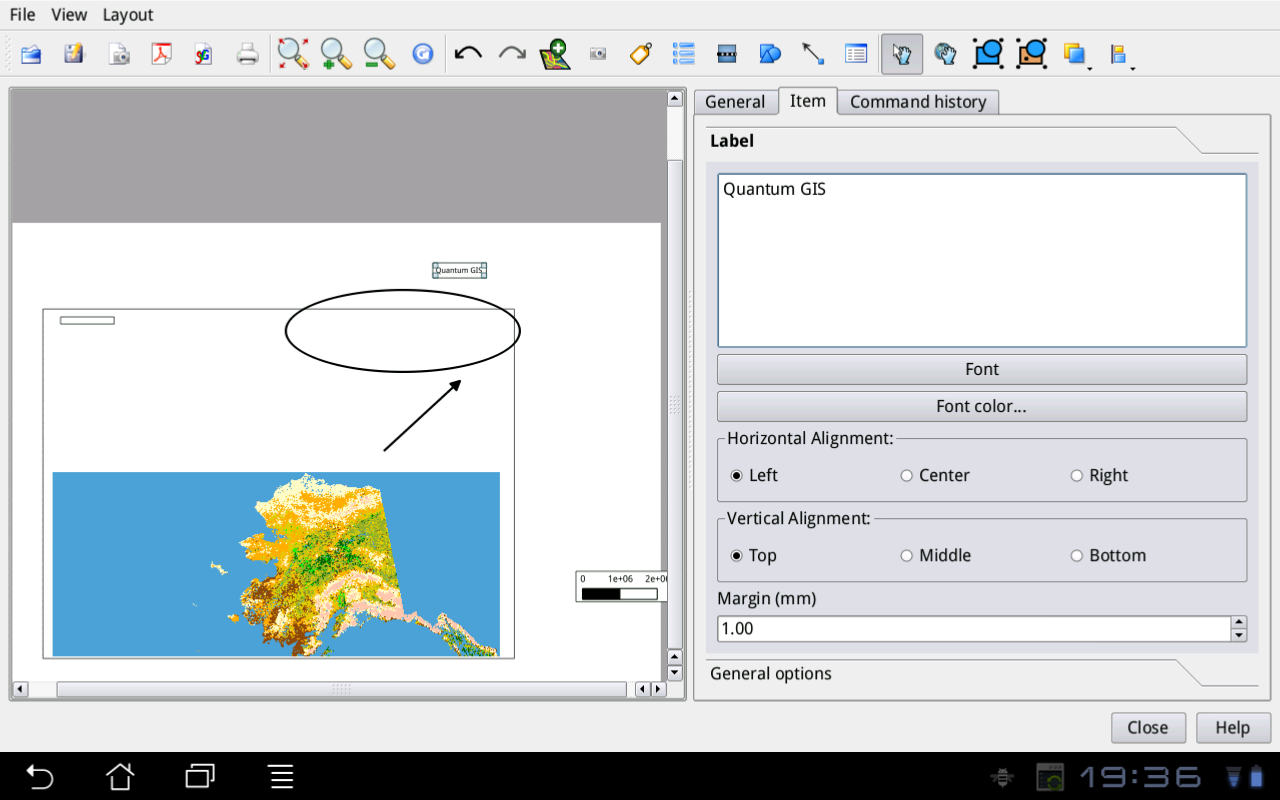 File View Layout
General Item Command history
Label
Quantum GIS
Quantum GIS
Font
Font color...
Horizontal Alignment:
Left Center Right
Vertical Alignment:
Top Middle Bottom
0 1e+06 2e+0
Margin (mm)
1.00
General options
Close Help
19:36